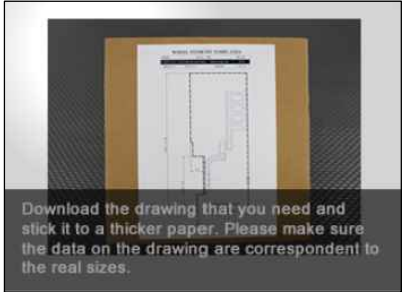 Download the drawing that you need and
stick it to a thicker paper. Please make sure
the data on the drawing are correspondent to
the real sizes.